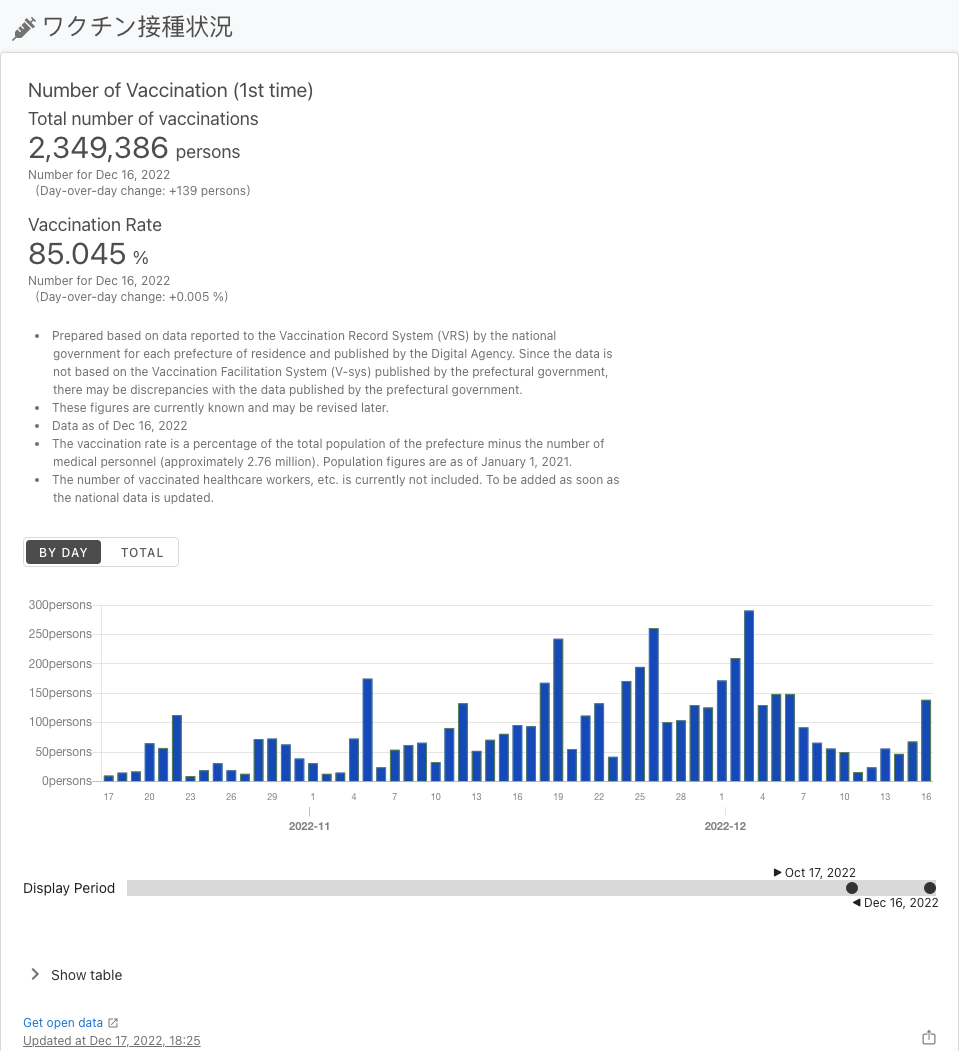 ワクチン接種状況
Number of Vaccination (1st time)
Total number of vaccinations
2,349,386 persons
Number for Dec 16, 2022
(Day-over-day change: +139 persons)
Vaccination Rate
85.045 %
Number for Dec 16, 2022
(Day-over-day change: +0.005 %)
• Prepared based on data reported to the Vaccination Record System (VRS) by the national
government for each prefecture of residence and published by the Digital Agency. Since the data is
not based on the Vaccination Facilitation System (V-sys) published by the prefectural government,
there may be discrepancies with the data published by the prefectural government.
• These figures are currently known and may be revised later.
• Data as of Dec 16, 2022
• The vaccination rate is a percentage of the total population of the prefecture minus the number of
medical personnel (approximately 2.76 million). Population figures are as of January 1, 2021.
• The number of vaccinated healthcare workers, etc. is currently not included. To be added as soon as
the national data is updated.
BY DAY TOTAL
300persons
250persons
200persons
150persons
100persons
50persons
0persons
17 20 23 26 29 1 4 7 10 13 16 19 22 25 28 1 4 7 10 13 16
2022-11 2022-12
▶ Oct 17, 2022
Display Period
◀ Dec 16, 2022
Show table
Get open data
Updated at Dec 17, 2022, 18:25